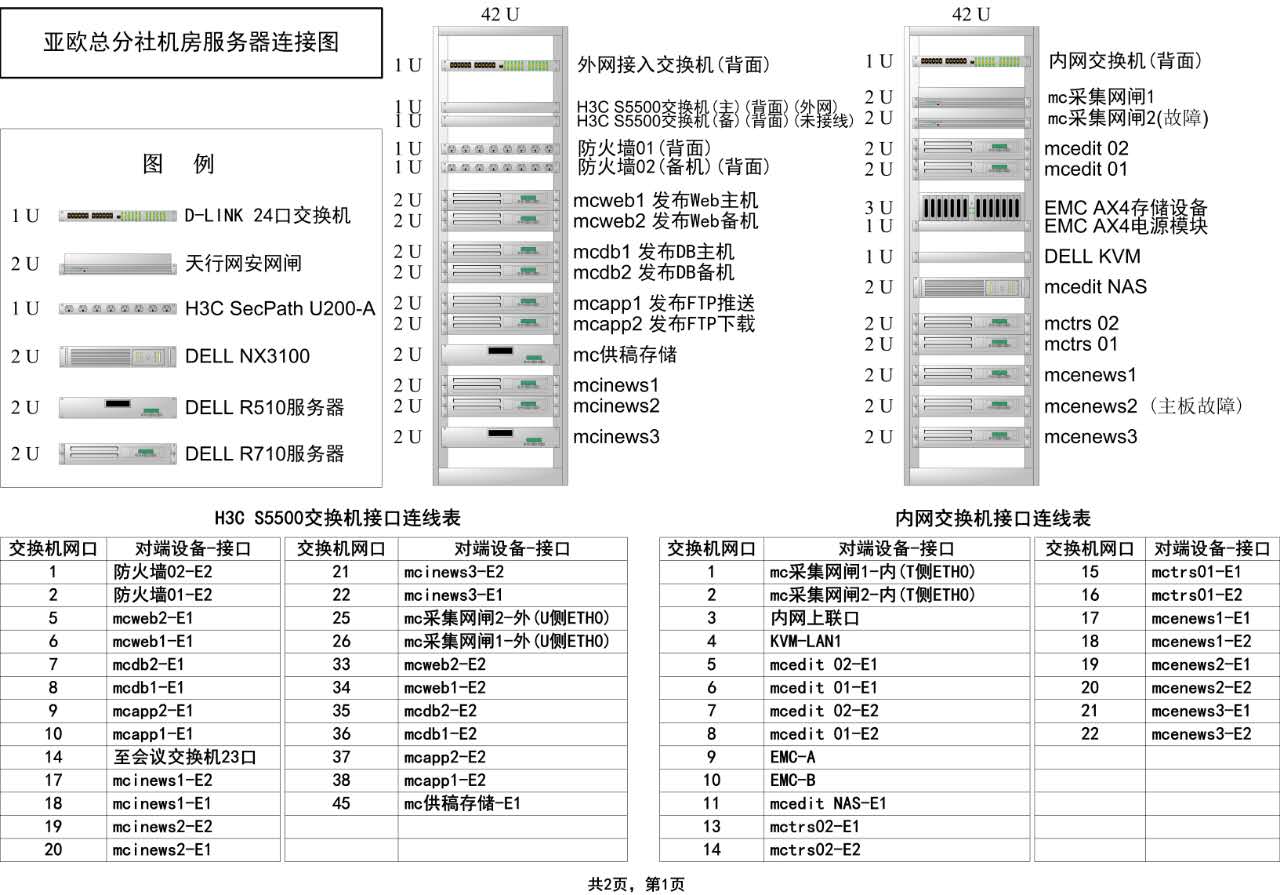 亚欧总分社机房服务器连接图
图 例
1 U D-LINK 24口交换机
2 U 天行网安网闸
1 U H3C SecPath U200-A
2 U DELL NX3100
2 U DELL R510服务器
2 U DELL R710服务器
42 U
1 U 外网接入交换机(背面)
1 U H3C S5500交换机(主)(背面)(外网)
1 U H3C S5500交换机(备)(背面)(未接线)
1 U 防火墙01(背面)
1 U 防火墙02(备机)(背面)
2 U mcweb1 发布Web主机
2 U mcweb2 发布Web备机
2 U mcdb1 发布DB主机
2 U mcdb2 发布DB备机
2 U mcapp1 发布FTP推送
2 U mcapp2 发布FTP下载
2 U mc供稿存储
2 U mcinews1
2 U mcinews2
2 U mcinews3
42 U
1 U 内网交换机(背面)
2 U mc采集网闸1
2 U mc采集网闸2(故障)
2 U mcedit 02
2 U mcedit 01
3 U EMC AX4存储设备
1 U EMC AX4电源模块
1 U DELL KVM
2 U mcedit NAS
2 U mctrs 02
2 U mctrs 01
2 U mcenews1
2 U mcenews2 (主板故障)
2 U mcenews3
H3C S5500交换机接口连线表
交换机网口 对端设备-接口 交换机网口 对端设备-接口
1 防火墙02-E2 21 mcinews3-E2
2 防火墙01-E2 22 mcinews3-E1
5 mcweb2-E1 25 mc采集网闸2-外(U侧ETH0)
6 mcweb1-E1 26 mc采集网闸1-外(U侧ETH0)
7 mcdb2-E1 33 mcweb2-E2
8 mcdb1-E1 34 mcweb1-E2
9 mcapp2-E1 35 mcdb2-E2
10 mcapp1-E1 36 mcdb1-E2
14 至会议交换机23口 37 mcapp2-E2
17 mcinews1-E2 38 mcapp1-E2
18 mcinews1-E1 45 mc供稿存储-E1
19 mcinews2-E2
20 mcinews2-E1
内网交换机接口连线表
交换机网口 对端设备-接口 交换机网口 对端设备-接口
1 mc采集网闸1-内(T侧ETH0) 15 mctrs01-E1
2 mc采集网闸2-内(T侧ETH0) 16 mctrs01-E2
3 内网上联口 17 mcenews1-E1
4 KVM-LAN1 18 mcenews1-E2
5 mcedit 02-E1 19 mcenews2-E1
6 mcedit 01-E1 20 mcenews2-E2
7 mcedit 02-E2 21 mcenews3-E1
8 mcedit 01-E2 22 mcenews3-E2
9 EMC-A
10 EMC-B
11 mcedit NAS-E1
13 mctrs02-E1
14 mctrs02-E2
共2页，第1页